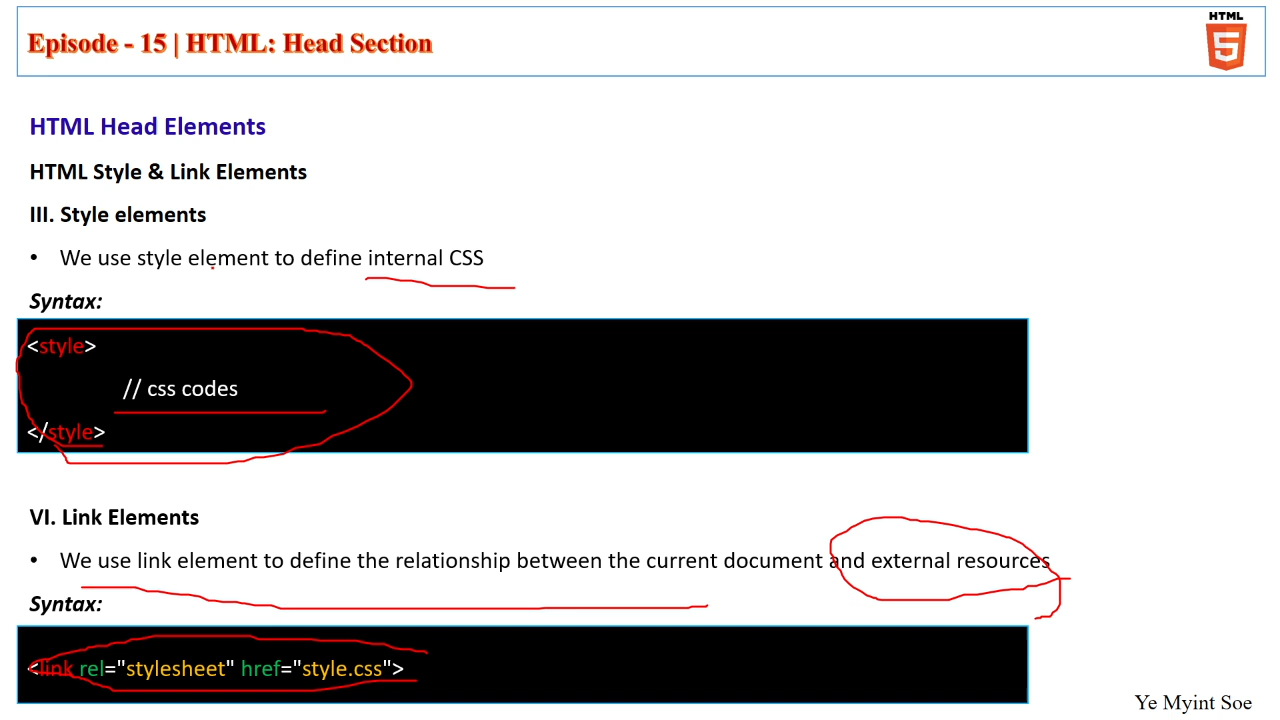 Episode - 15 | HTML: Head Section
HTML
5
HTML Head Elements
HTML Style & Link Elements
III. Style elements
• We use style element to define internal CSS
Syntax:
<style>
// css codes
</style>
VI. Link Elements
• We use link element to define the relationship between the current document and external resources
Syntax:
<link rel="stylesheet" href="style.css">
Ye Myint Soe